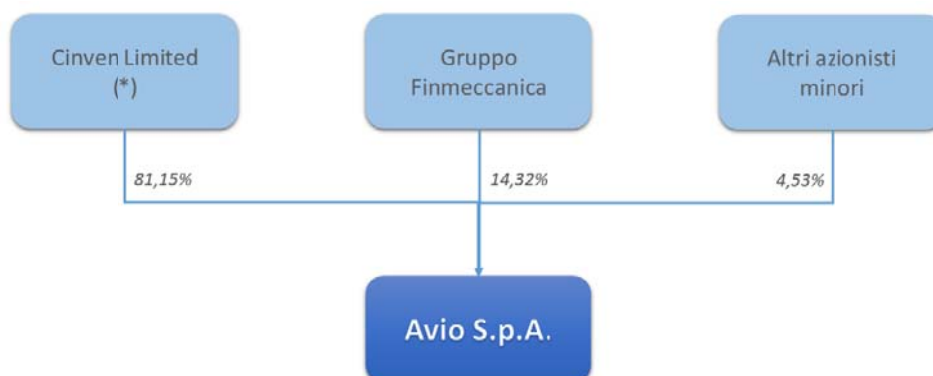 Cinven Limited
(*)
Gruppo
Finmeccanica
Altri azionisti
minori
81,15%
14,32%
4,53%
Avio S.p.A.